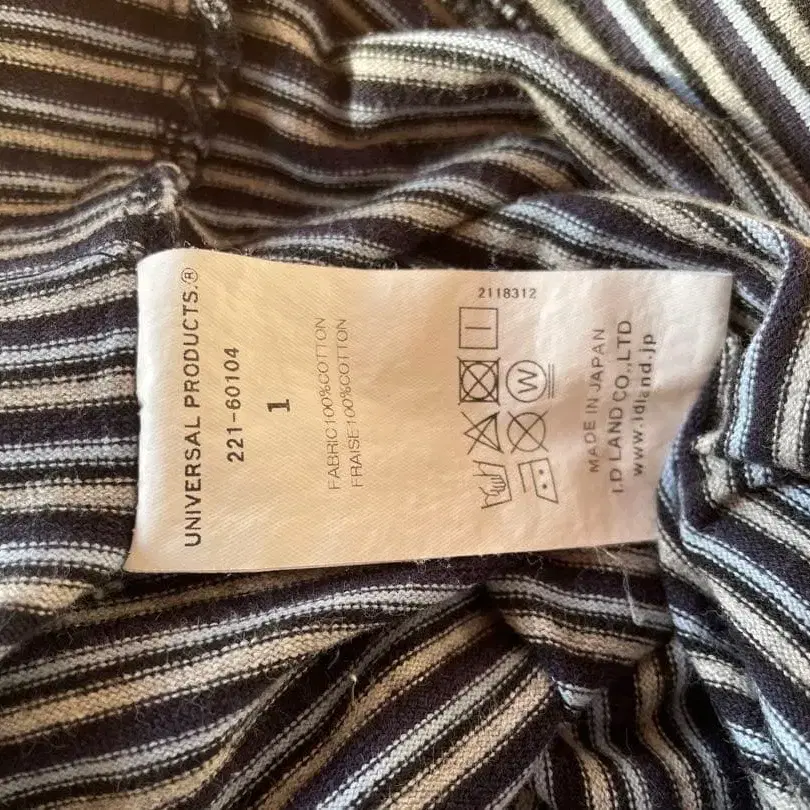 UNIVERSAL PRODUCTS.®
221-60104
1
FABRIC100%COTTON
FRAISE100%COTTON
2118312
W
MADE IN JAPAN
I.D LAND CO.,LTD
www.idland.jp